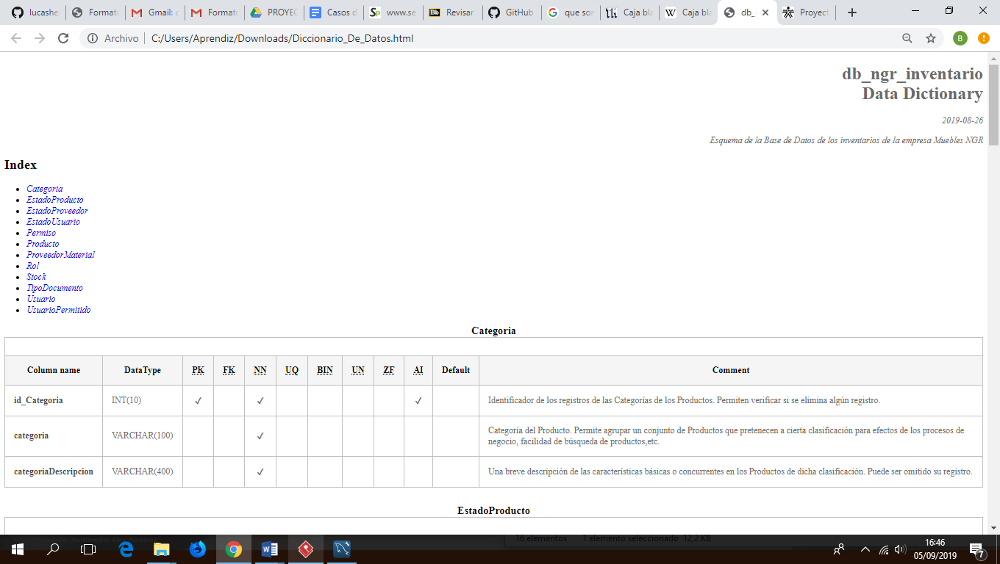 lucashe
Formato
Gmail: c
Formato
PROYEC
Casos d
www.se
Revisar
GitHub
que sor
Caja bla
Caja bla
db_
Proyect
Archivo
C:/Users/Aprendiz/Downloads/Diccionario_De_Datos.html
B
db_ngr_inventario
Data Dictionary
2019-08-26
Esquema de la Base de Datos de los inventarios de la empresa Muebles NGR
Index
Categoria
EstadoProducto
EstadoProveedor
EstadoUsuario
Permiso
Producto
ProveedorMaterial
Rol
Stock
TipoDocumento
Usuario
UsuarioPermitido
Categoria
Column name DataType PK FK NN UQ BIN UN ZF AI Default Comment
id_Categoria INT(10) ✓ ✓ ✓ Identificador de los registros de las Categorías de los Productos. Permiten verificar si se elimina algún registro.
categoria VARCHAR(100) ✓ Categoría del Producto. Permite agrupar un conjunto de Productos que pretenecen a cierta clasificación para efectos de los procesos de
negocio, facilidad de búsqueda de productos,etc.
categoriaDescripcion VARCHAR(400) ✓ Una breve descripción de las características básicas o concurrentes en los Productos de dicha clasificación. Puede ser omitido su registro.
EstadoProducto
16 elementos 1 elemento seleccionado 12,2 KB
16:46
05/09/2019
7